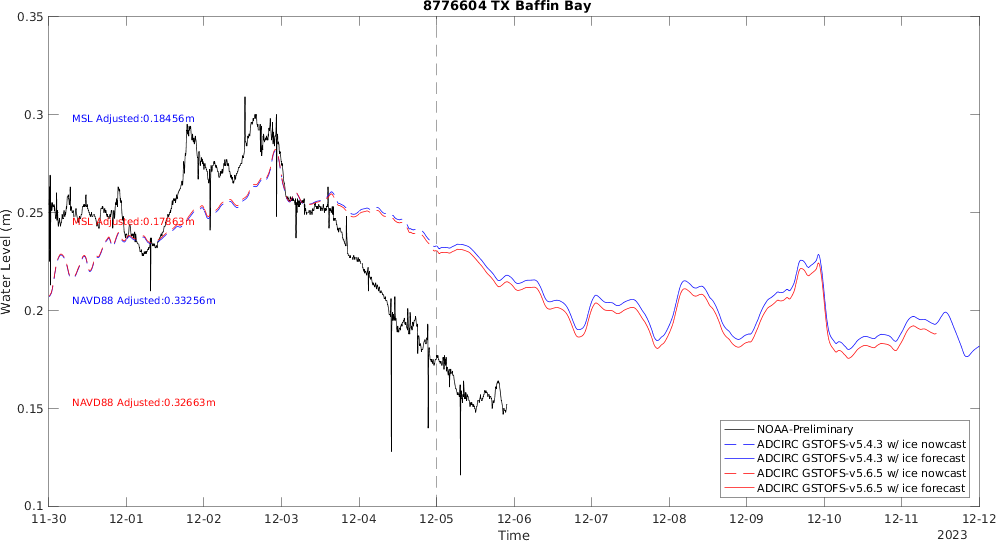 8776604 TX Baffin Bay
Water Level (m)
0.35
0.3
0.25
0.2
0.15
0.1
MSL Adjusted:0.18456m
MSL Adjusted:0.17863m
NAVD88 Adjusted:0.33256m
NAVD88 Adjusted:0.32663m
NOAA-Preliminary
ADCIRC GSTOFS-v5.4.3 w/ ice nowcast
ADCIRC GSTOFS-v5.4.3 w/ ice forecast
ADCIRC GSTOFS-v5.6.5 w/ ice nowcast
ADCIRC GSTOFS-v5.6.5 w/ ice forecast
11-30 12-01 12-02 12-03 12-04 12-05 12-06 12-07 12-08 12-09 12-10 12-11 12-12
Time
2023